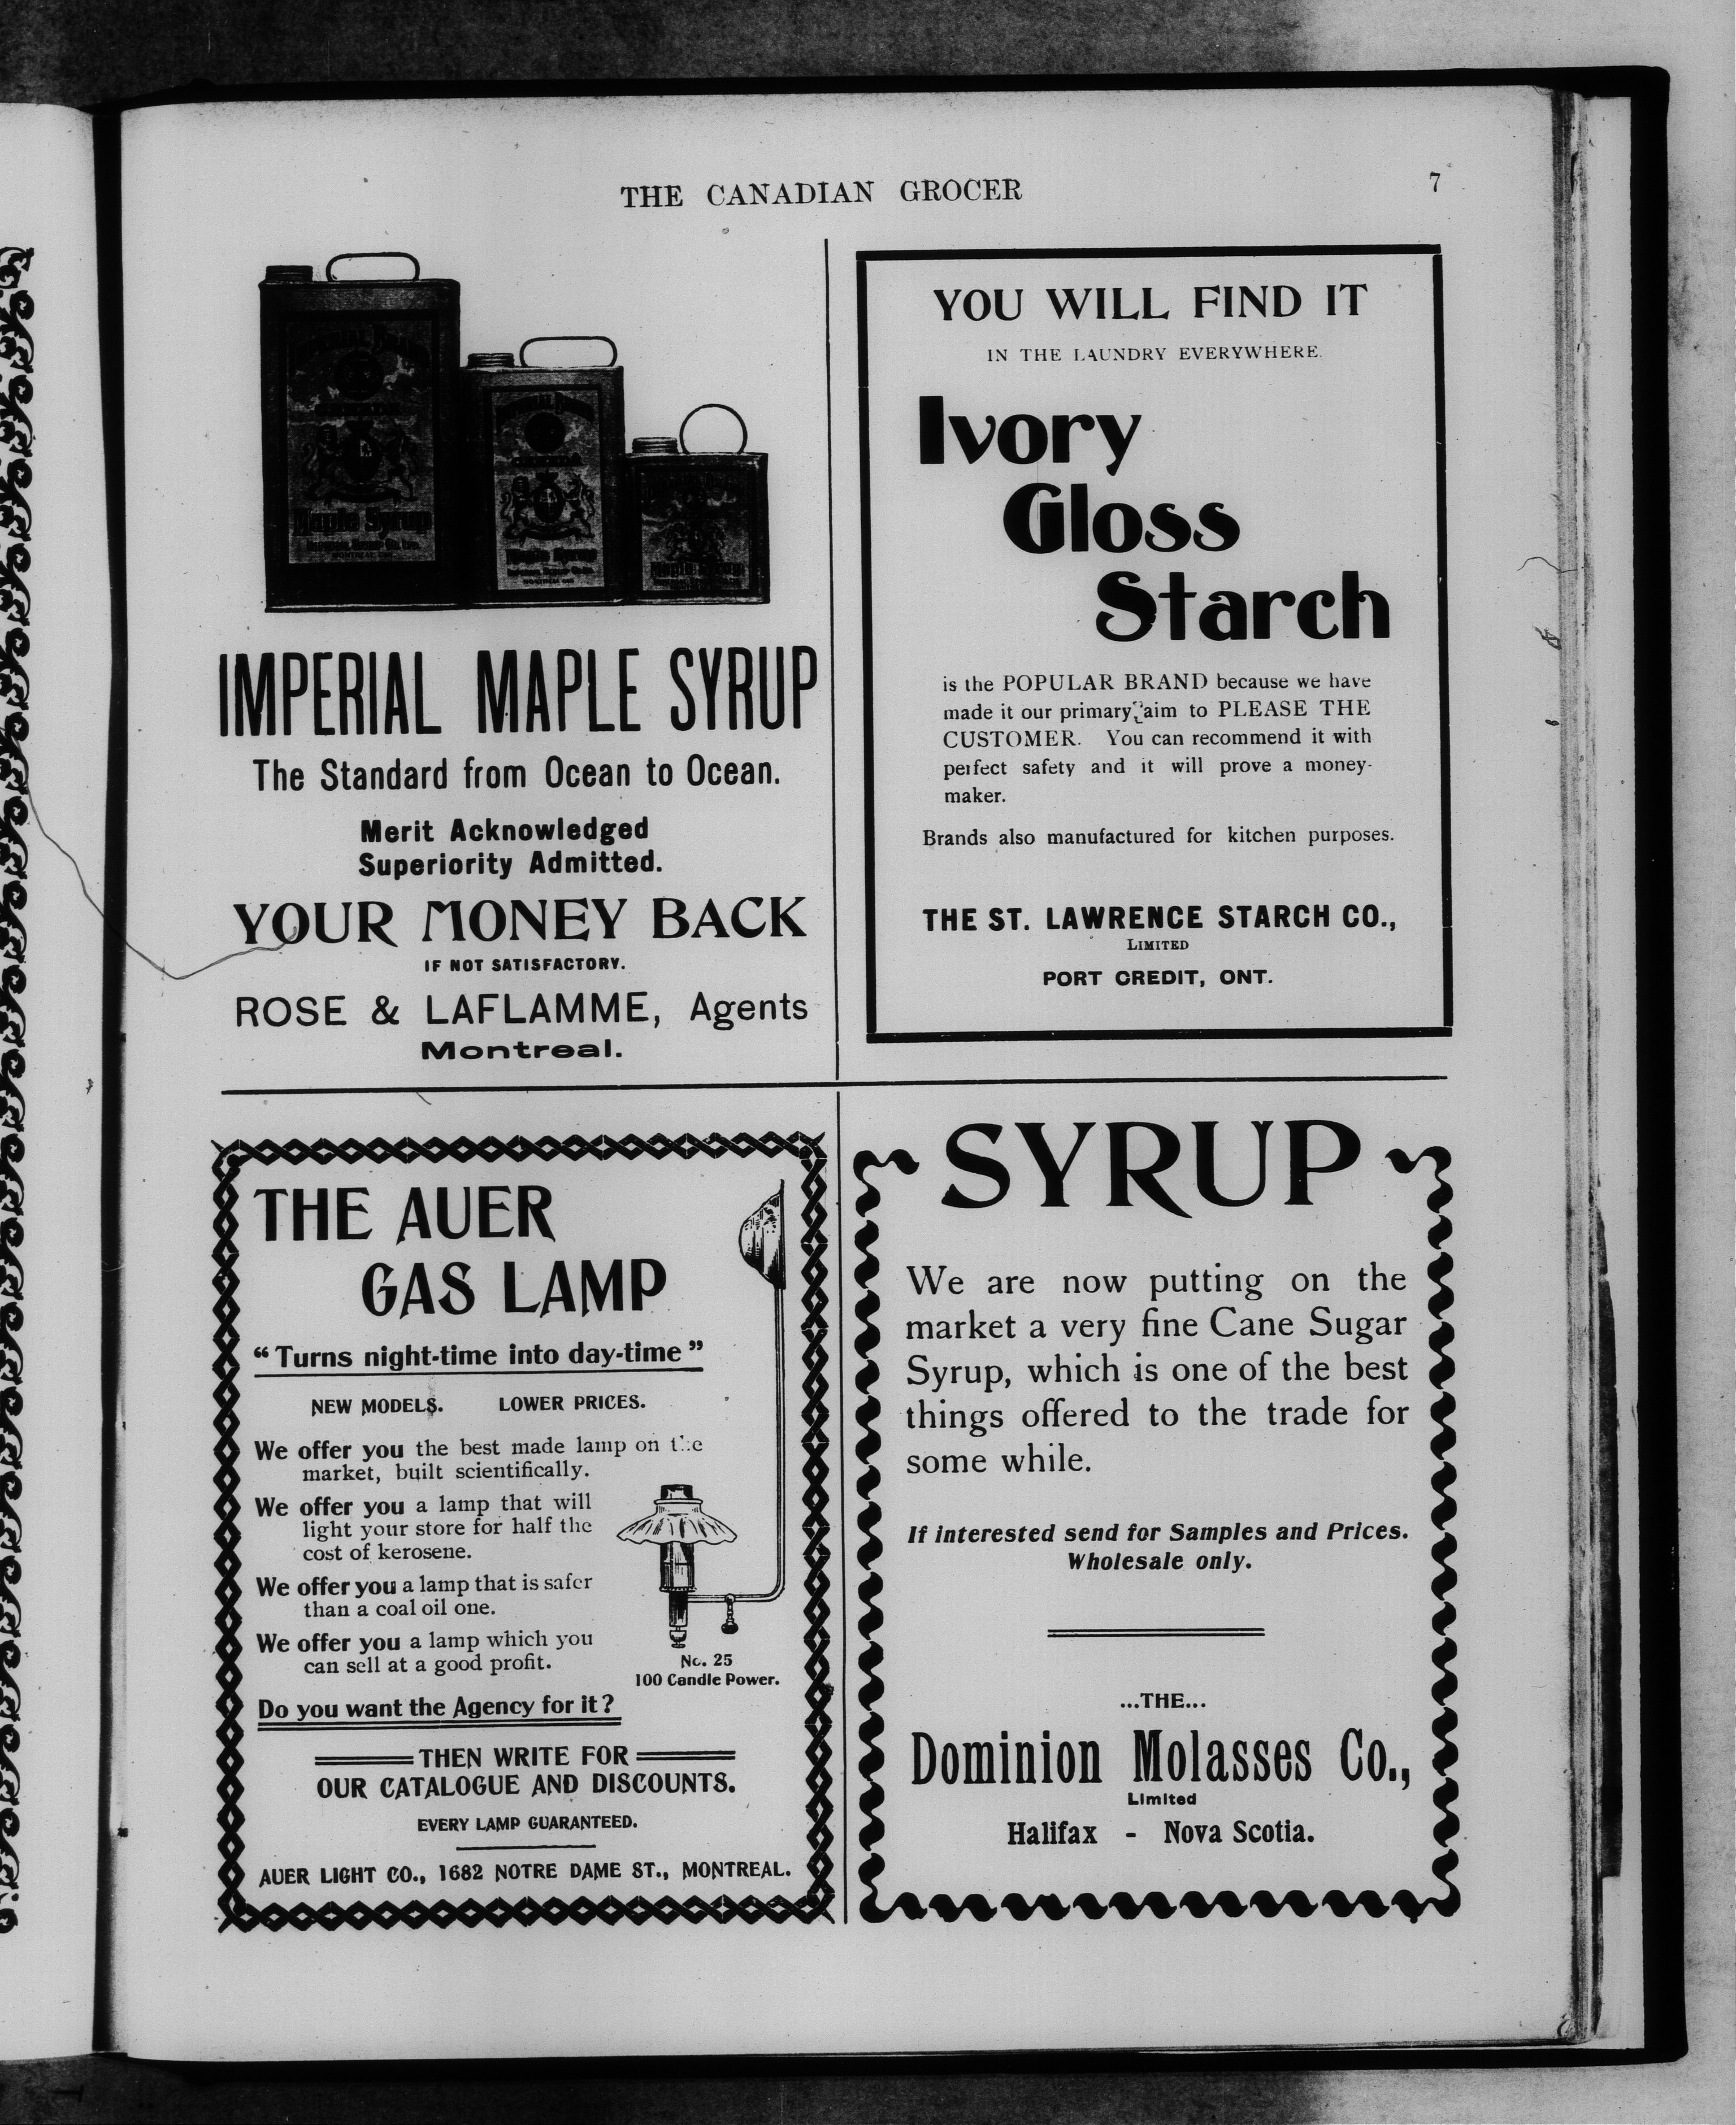 THE CANADIAN GROCER
7
Maple Syrup
Maple Syrup
IMPERIAL MAPLE SYRUP
The Standard from Ocean to Ocean.
Merit Acknowledged
Superiority Admitted.
YOUR MONEY BACK
IF NOT SATISFACTORY.
ROSE & LAFLAMME, Agents
Montreal.
YOU WILL FIND IT
IN THE LAUNDRY EVERYWHERE.
Ivory
Gloss
Starch
is the POPULAR BRAND because we have
made it our primary aim to PLEASE THE
CUSTOMER. You can recommend it with
perfect safety and it will prove a money-
maker.
Brands also manufactured for kitchen purposes.
THE ST. LAWRENCE STARCH CO.,
LIMITED
PORT CREDIT, ONT.
THE AUER
GAS LAMP
"Turns night-time into day-time"
NEW MODELS. LOWER PRICES.
We offer you the best made lamp on the
market, built scientifically.
We offer you a lamp that will
light your store for half the
cost of kerosene.
We offer you a lamp that is safer
than a coal oil one.
We offer you a lamp which you
can sell at a good profit.
No. 25
100 Candle Power.
Do you want the Agency for it?
THEN WRITE FOR
OUR CATALOGUE AND DISCOUNTS.
EVERY LAMP GUARANTEED.
AUER LIGHT CO., 1682 NOTRE DAME ST., MONTREAL.
SYRUP
We are now putting on the
market a very fine Cane Sugar
Syrup, which is one of the best
things offered to the trade for
some while.
If interested send for Samples and Prices.
Wholesale only.
...THE...
Dominion Molasses Co.,
Limited
Halifax - Nova Scotia.